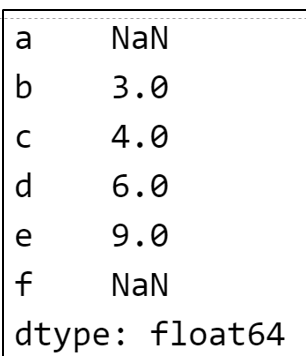 a    NaN
b    3.0
c    4.0
d    6.0
e    9.0
f    NaN
dtype: float64